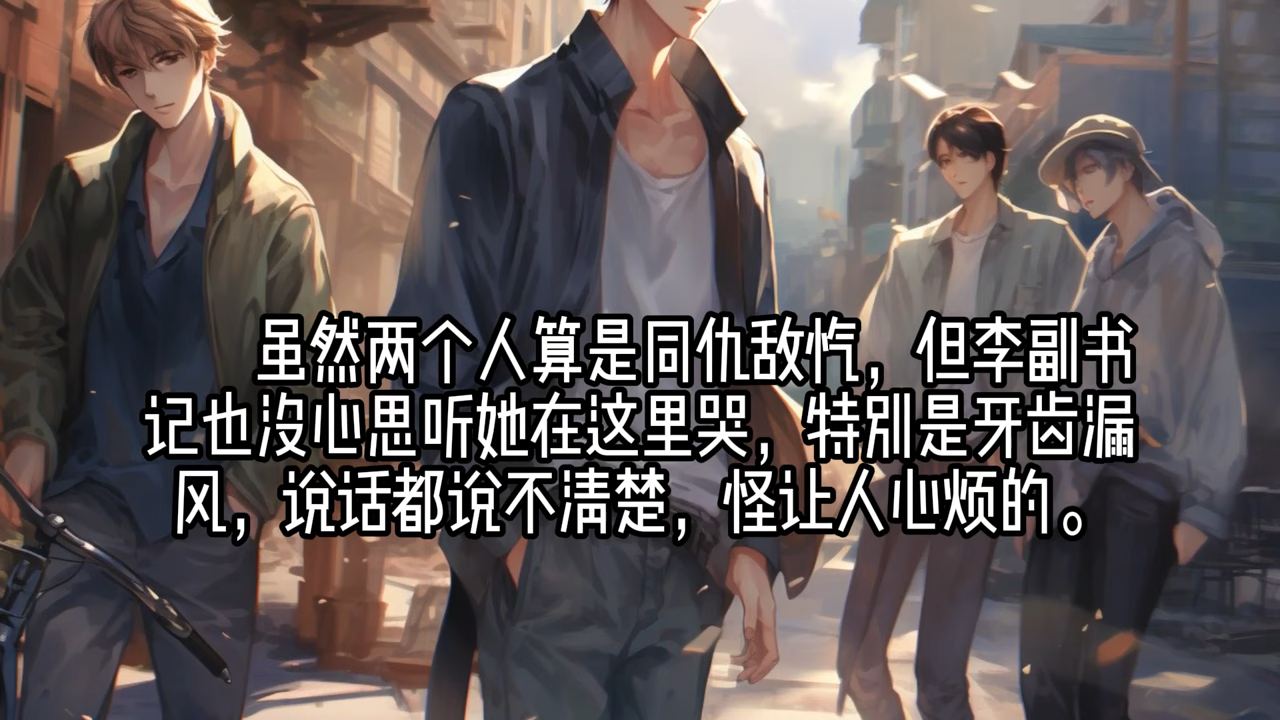 虽然两个人算是同仇敌忾，但李副书
记也没心思听她在这里哭，特别是牙齿漏
风，说话都说不清楚，怪让人心烦的。